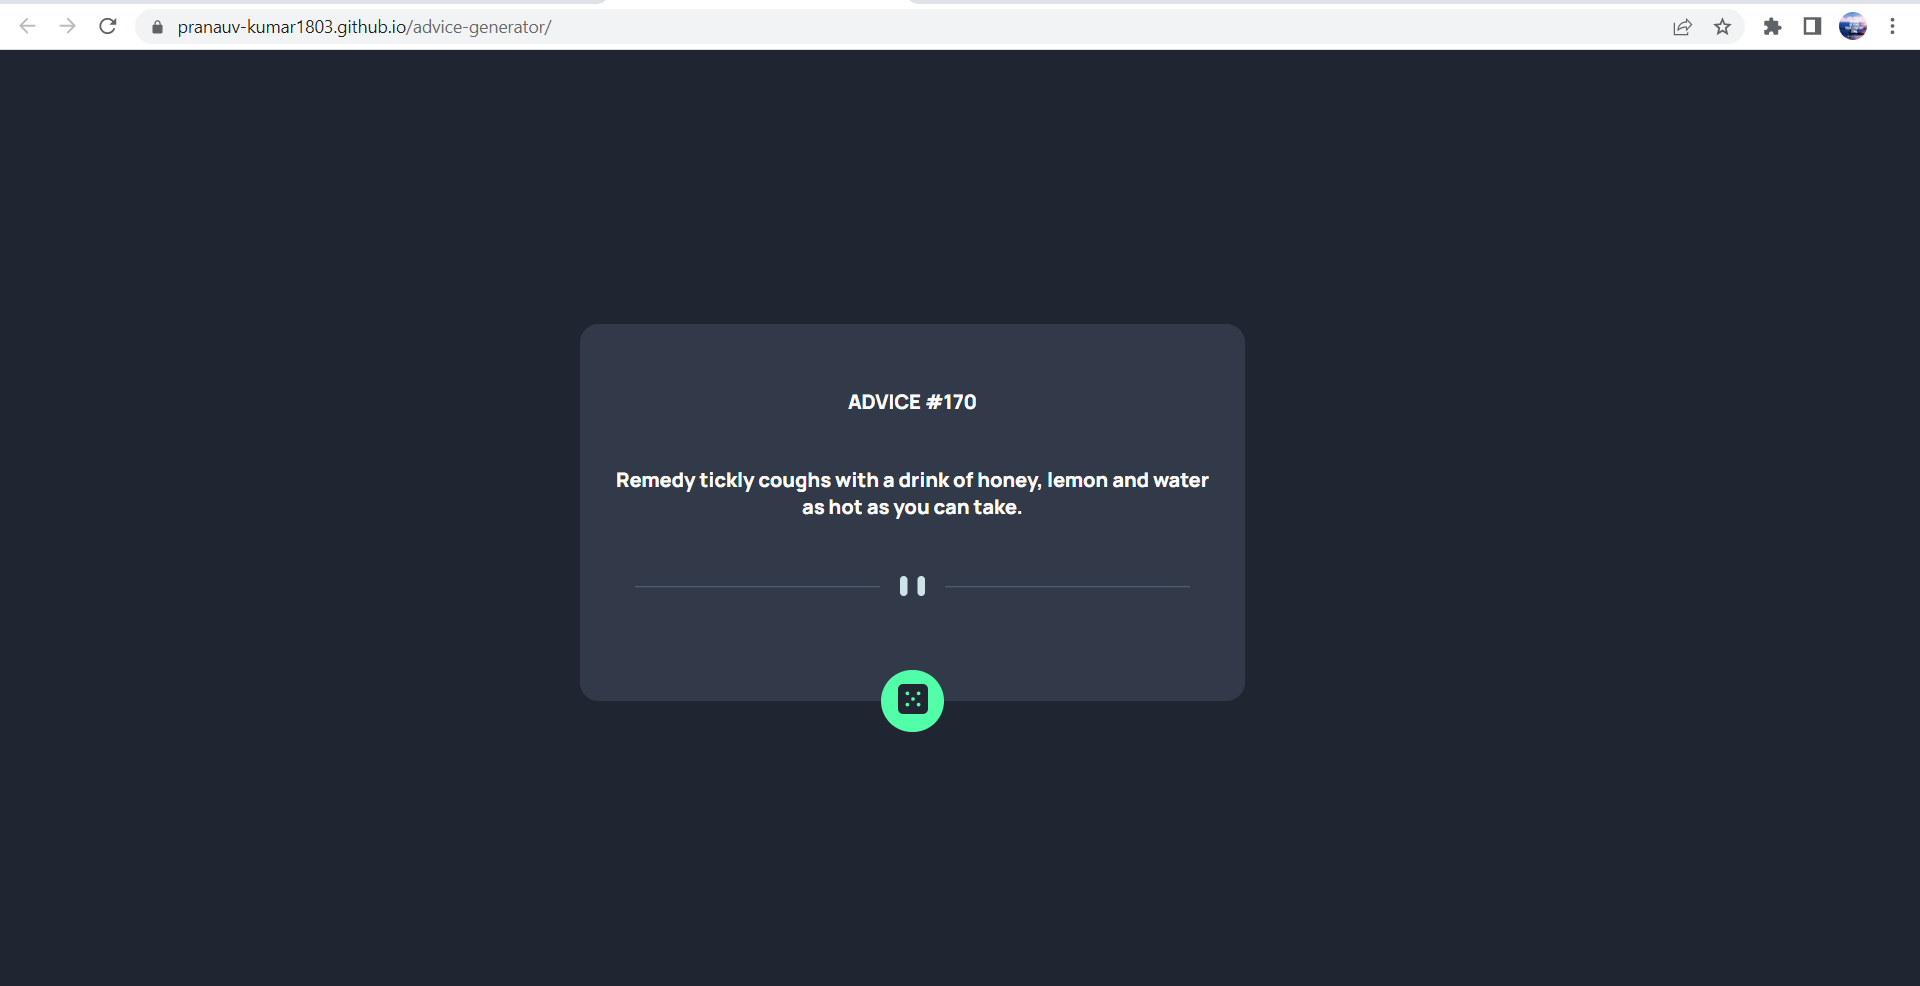 pranauv-kumar1803.github.io/advice-generator/
ADVICE #170
Remedy tickly coughs with a drink of honey, lemon and water
as hot as you can take.